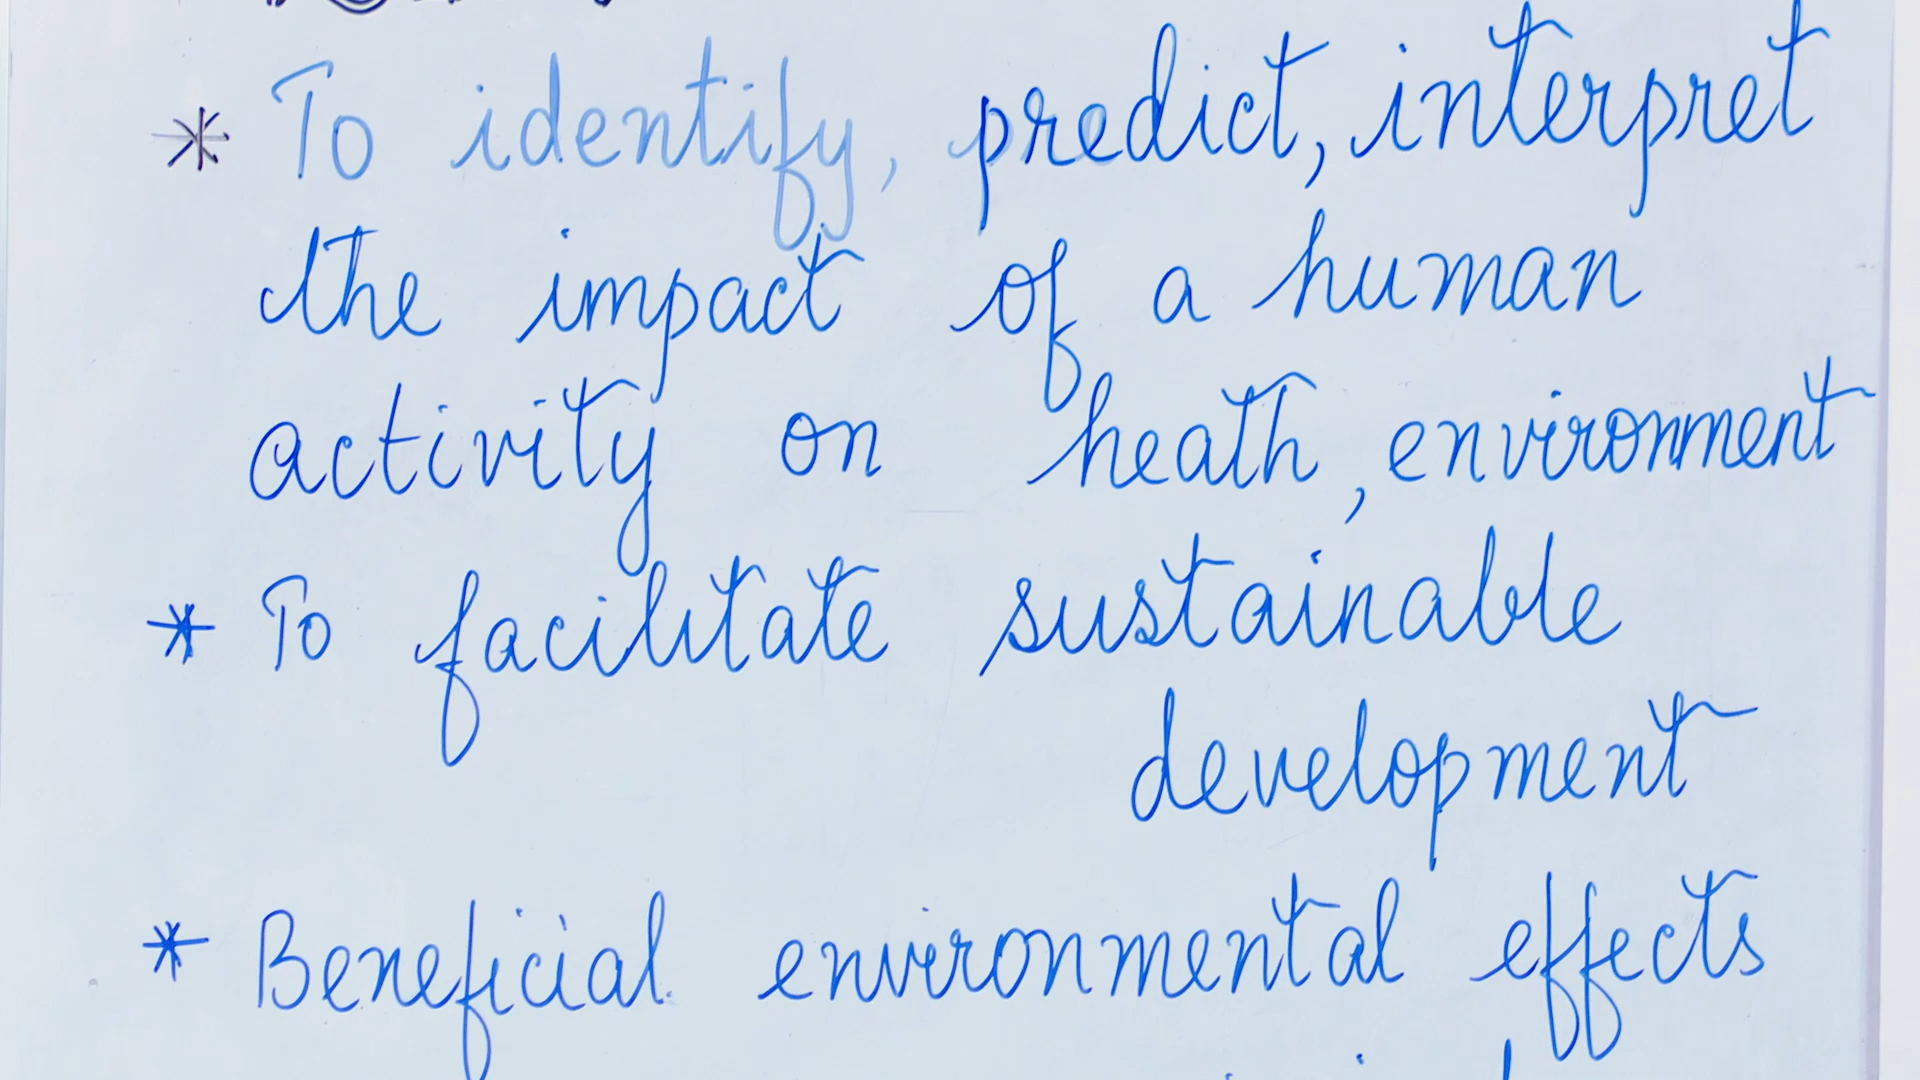 * To identify, predict, interpret
the impact of a human
activity on heath, environment
* To facilitate sustainable
development
* Beneficial environmental effects